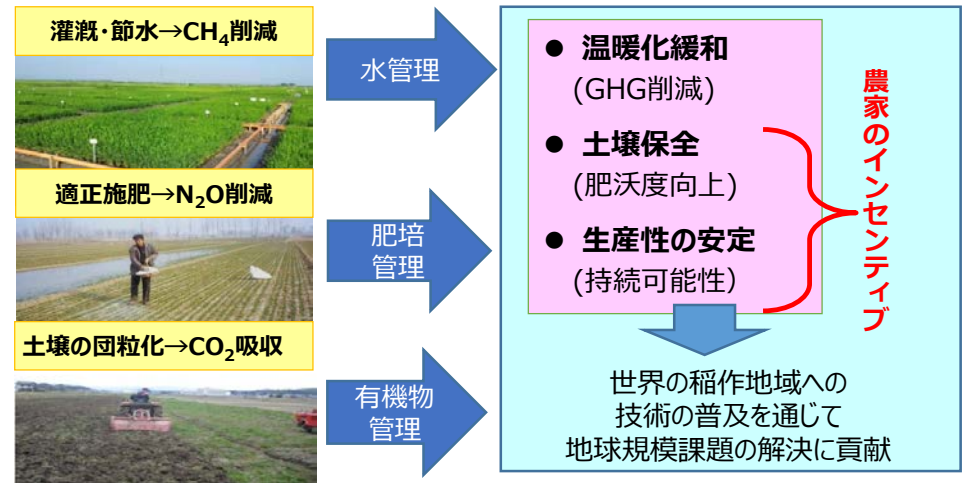 灌漑・節水→CH₄削減
水管理
適正施肥→N₂O削減
肥培
管理
土壌の団粒化→CO₂吸収
有機物
管理
● 温暖化緩和
(GHG削減)
● 土壌保全
(肥沃度向上)
● 生産性の安定
(持続可能性)
農家のインセンティブ
世界の稲作地域への
技術の普及を通じて
地球規模課題の解決に貢献